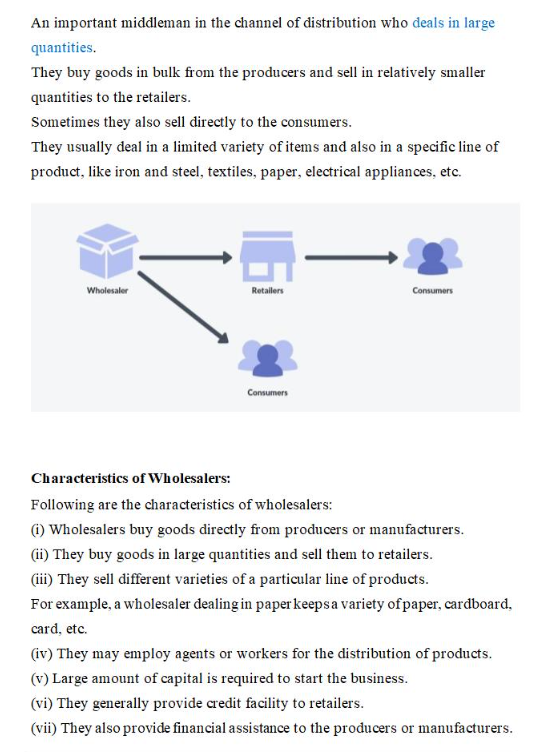 An important middleman in the channel of distribution who deals in large
quantities.
They buy goods in bulk from the producers and sell in relatively smaller
quantities to the retailers.
Sometimes they also sell directly to the consumers.
They usually deal in a limited variety of items and also in a specific line of
product, like iron and steel, textiles, paper, electrical appliances, etc.
Wholesaler
Retailers
Consumers
Consumers
Characteristics of Wholesalers:
Following are the characteristics of wholesalers:
(i) Wholesalers buy goods directly from producers or manufacturers.
(ii) They buy goods in large quantities and sell them to retailers.
(iii) They sell different varieties of a particular line of products.
For example, a wholesaler dealing in paper keeps a variety of paper, cardboard,
card, etc.
(iv) They may employ agents or workers for the distribution of products.
(v) Large amount of capital is required to start the business.
(vi) They generally provide credit facility to retailers.
(vii) They also provide financial assistance to the producers or manufacturers.